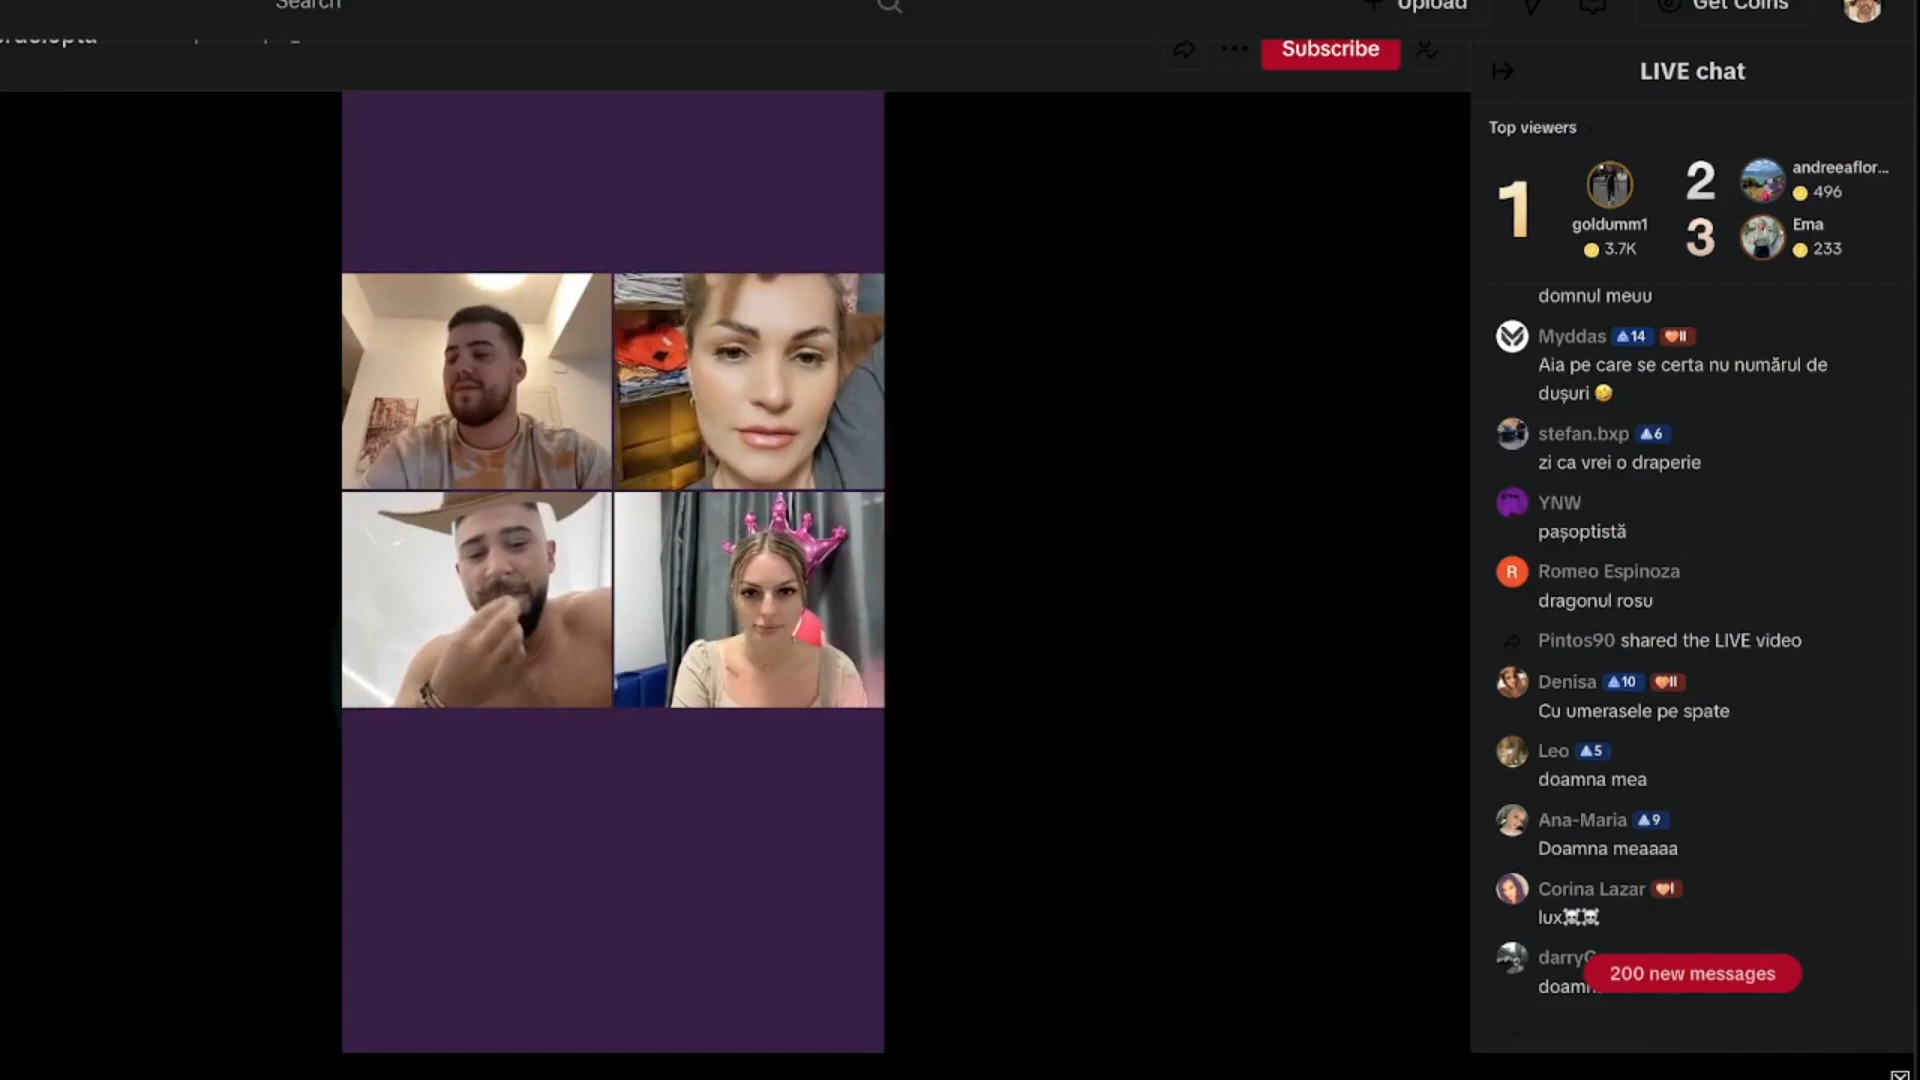 Search
Upload
Get Coins
Subscribe
LIVE chat
Top viewers
1
goldumm1
3.7K
2
andreeaflor...
496
3
Ema
233
domnul meuu
Myddas 14 II
Aia pe care se certa nu numărul de
dușuri 🤣
stefan.bxp 6
zi ca vrei o draperie
YNW
pașoptistă
R Romeo Espinoza
dragonul rosu
Pintos90 shared the LIVE video
Denisa 10 II
Cu umerasele pe spate
Leo 5
doamna mea
Ana-Maria 9
Doamna meaaaa
Corina Lazar I
lux☠️☠️
200 new messages